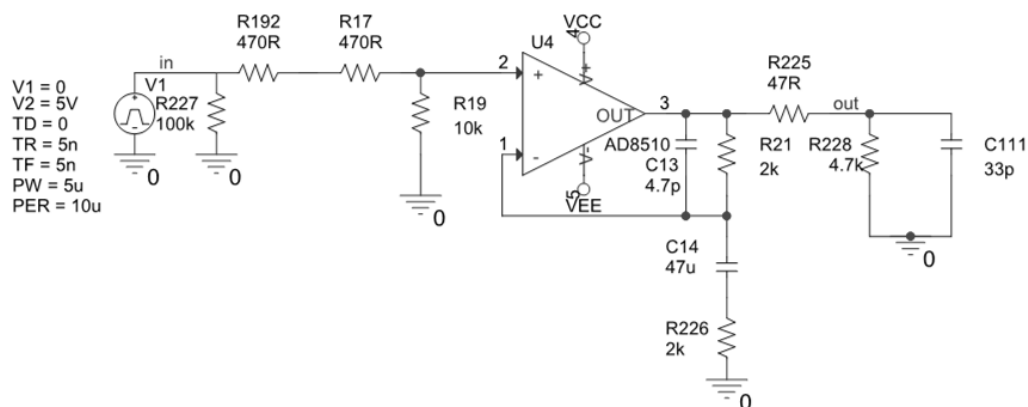 V1 = 0
V2 = 5V
TD = 0
TR = 5n
TF = 5n
PW = 5u
PER = 10u
in
V1
R227
100k
0
0
R192
470R
R17
470R
R19
10k
0
U4
VCC
4
V+
2
+
1
-
OUT
3
V-
5
VEE
AD8510
C13
4.7p
R21
2k
C14
47u
R226
2k
0
R225
47R
out
R228
4.7k
C111
33p
0